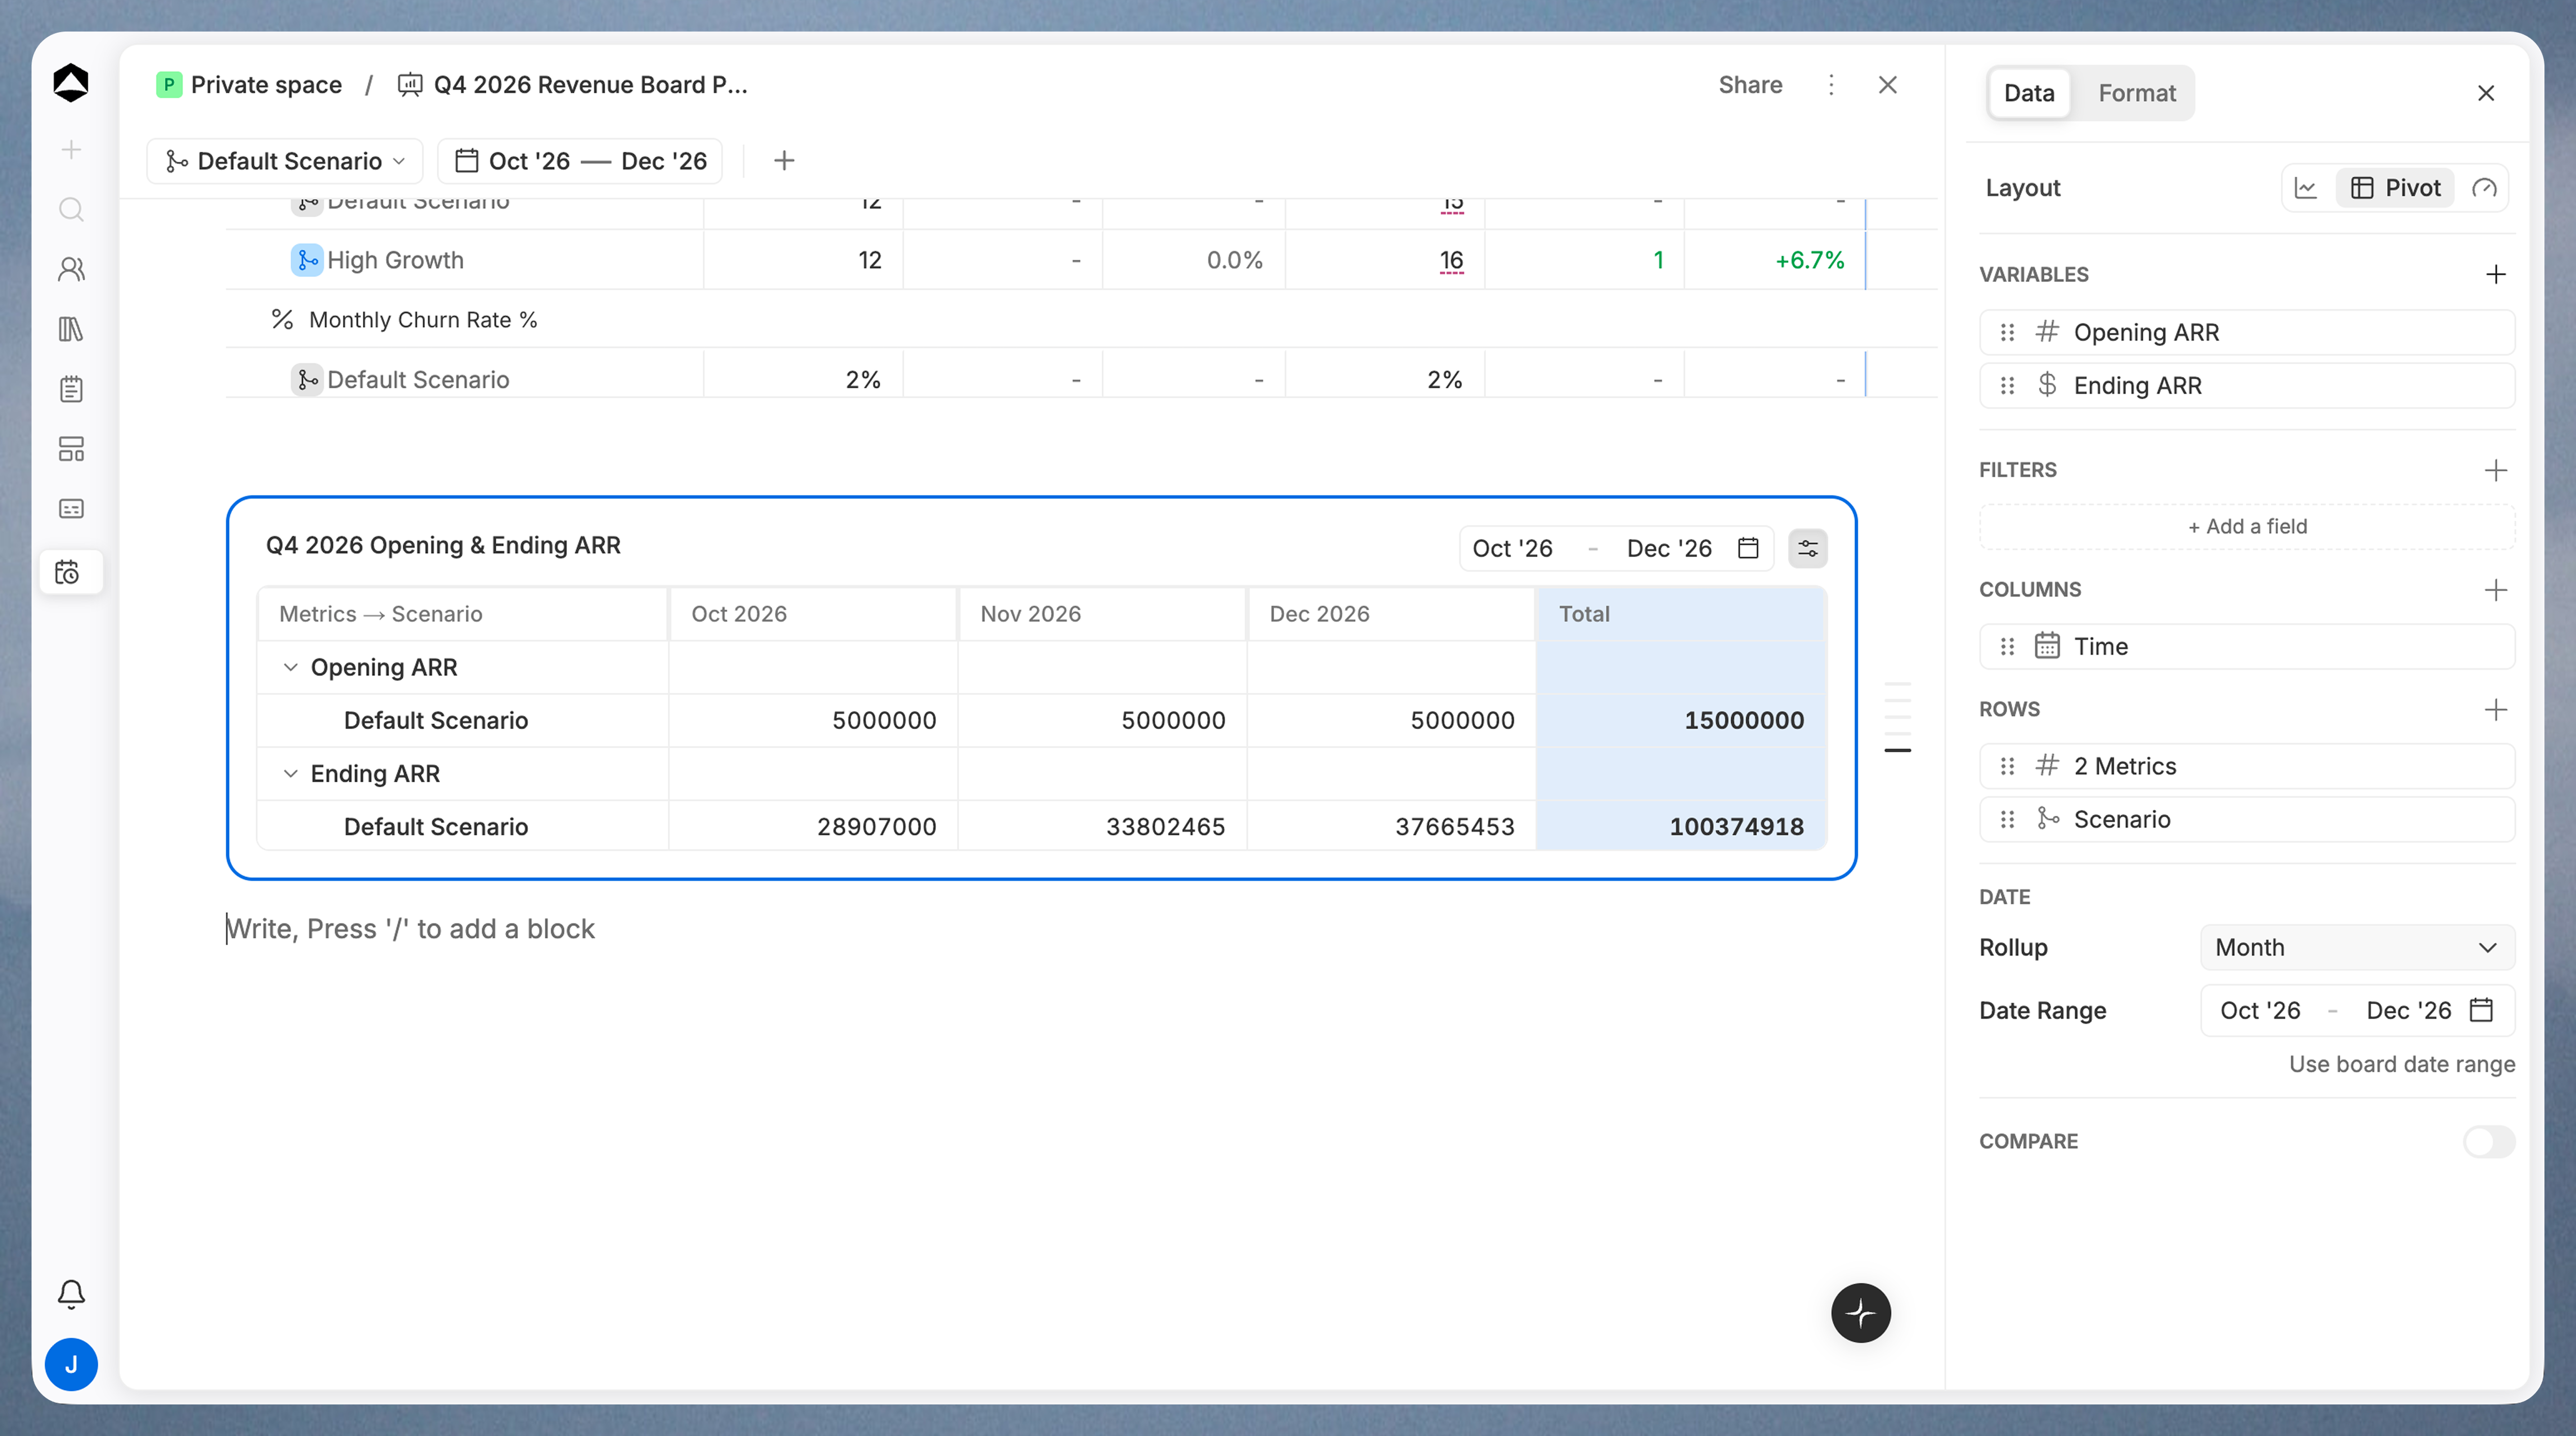 P Private space / Q4 2026 Revenue Board P...
Share
Default Scenario
Oct '26 — Dec '26
Default Scenario 12 - - 15 - -
High Growth 12 - 0.0% 16 1 +6.7%
% Monthly Churn Rate %
Default Scenario 2% - - 2% - -
Q4 2026 Opening & Ending ARR
Oct '26 - Dec '26
Metrics → Scenario Oct 2026 Nov 2026 Dec 2026 Total
Opening ARR
Default Scenario 5000000 5000000 5000000 15000000
Ending ARR
Default Scenario 28907000 33802465 37665453 100374918
Write, Press '/' to add a block
J
Data Format
Layout
Pivot
VARIABLES
# Opening ARR
$ Ending ARR
FILTERS
+ Add a field
COLUMNS
Time
ROWS
# 2 Metrics
Scenario
DATE
Rollup Month
Date Range Oct '26 - Dec '26
Use board date range
COMPARE